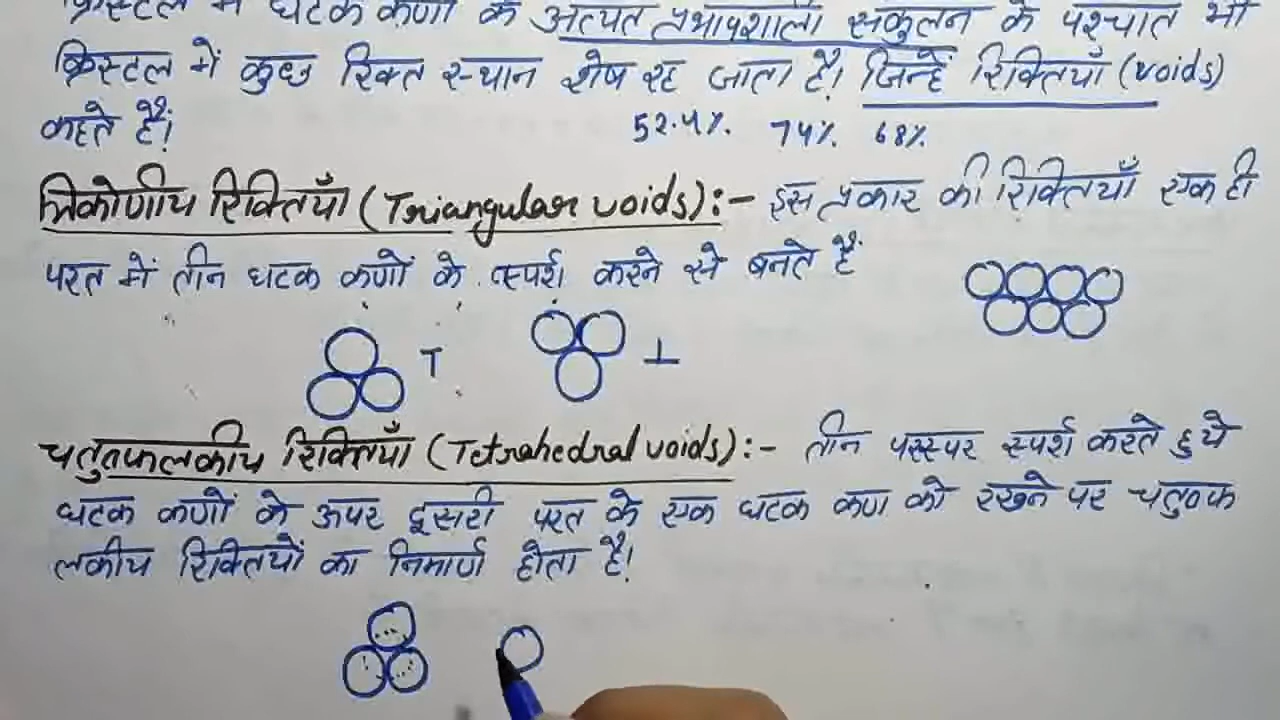 क्रिस्टल में घटक कणों के अत्यंत प्रभावशाली संकुलन के पश्चात भी
क्रिस्टल में कुछ रिक्त स्थान शेष रह जाता है। जिन्हें रिक्तियाँ (voids)
कहते हैं।
52.4%. 74%. 68%.
त्रिकोणीय रिक्तियाँ (Triangular voids):- इस प्रकार की रिक्तियाँ एक ही
परत में तीन घटक कणों के स्पर्श करने से बनते हैं
T ⊥
चतुष्फलकीय रिक्तियाँ (Tetrahedral voids):- तीन परस्पर स्पर्श करते हुये
घटक कणों के ऊपर दूसरी परत के एक घटक कण को रखने पर चतुष्फ
लकीय रिक्तियों का निर्माण होता है।